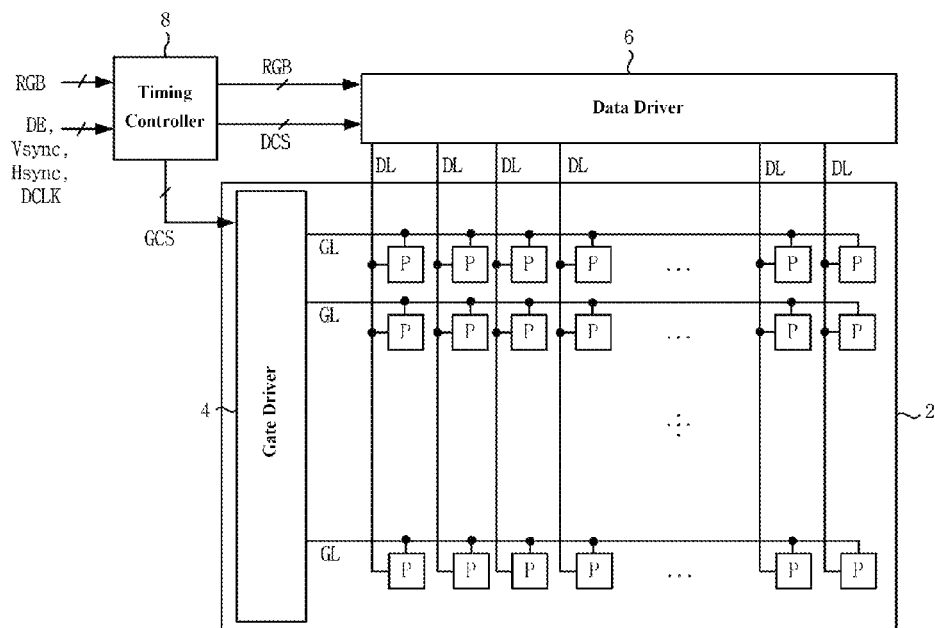 8
6
RGB
Timing
Controller
RGB
Data Driver
DE,
Vsync,
Hsync,
DCLK
DCS
DL DL DL DL DL DL
GCS
GL
P P P P ... P P
GL
P P P P ... P P
4
Gate Driver
2
GL
P P P P ... P P